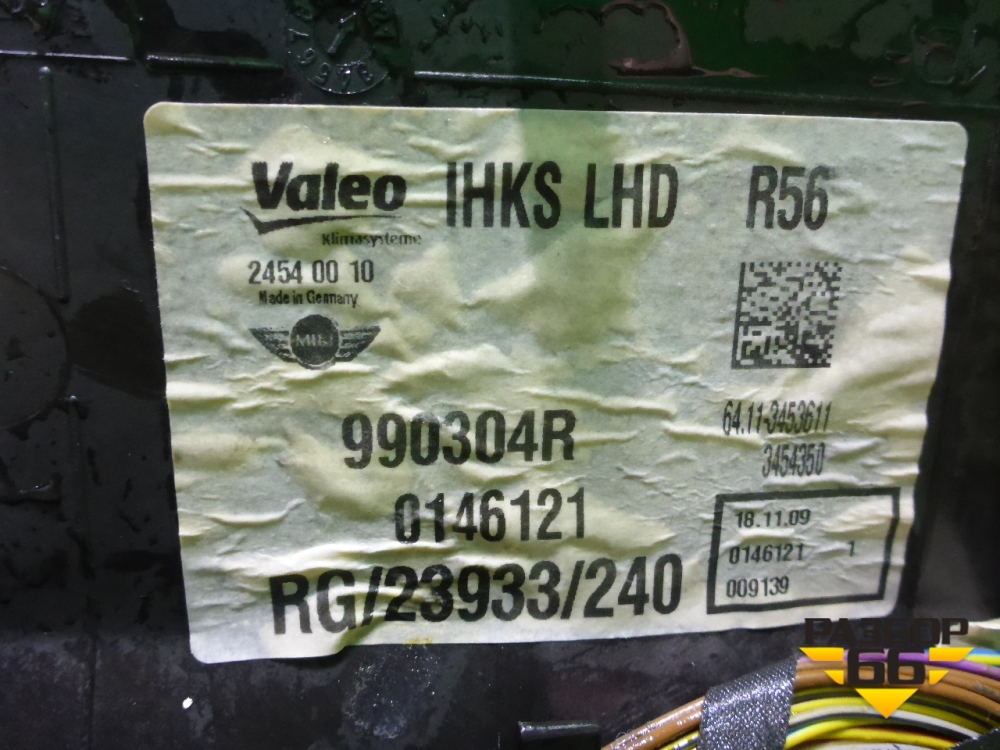 Valeo IHKS LHD R56
Klimasysteme
2454 00 10
Made in Germany
MINI
990304R
64.11-3453611
3454350
0146121
18.11.09
0146121 1
009139
RG/23933/240
РАЗБОР
66